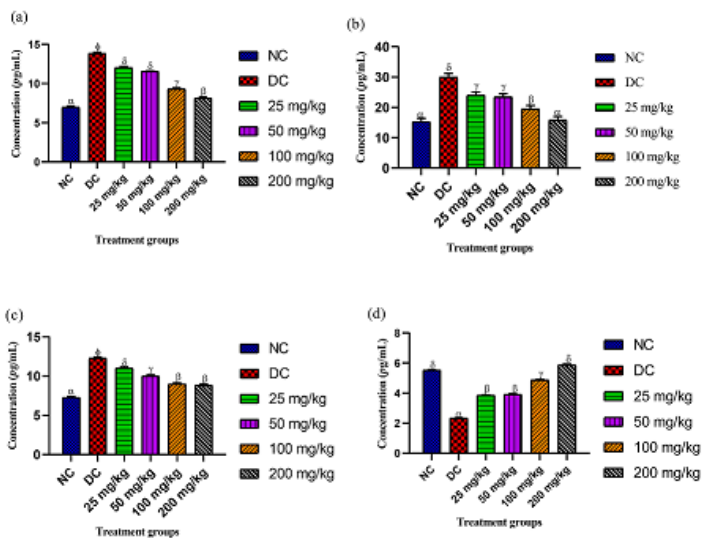 (a)
Concentration (pg/mL)
15
10
5
0
α
ϕ
δ
δ
γ
β
NC
DC
25 mg/kg
50 mg/kg
100 mg/kg
200 mg/kg
Treatment groups
NC
DC
25 mg/kg
50 mg/kg
100 mg/kg
200 mg/kg
(b)
Concentration (pg/mL)
40
30
20
10
0
α
δ
γ
γ
β
α
NC
DC
25 mg/kg
50 mg/kg
100 mg/kg
200 mg/kg
Treatment groups
NC
DC
25 mg/kg
50 mg/kg
100 mg/kg
200 mg/kg
(c)
Concentration (pg/mL)
15
10
5
0
α
ϕ
δ
γ
β
β
NC
DC
25 mg/kg
50 mg/kg
100 mg/kg
200 mg/kg
Treatment groups
NC
DC
25 mg/kg
50 mg/kg
100 mg/kg
200 mg/kg
(d)
Concentration (pg/mL)
8
6
4
2
0
δ
α
β
β
γ
δ
NC
DC
25 mg/kg
50 mg/kg
100 mg/kg
200 mg/kg
Treatment groups
NC
DC
25 mg/kg
50 mg/kg
100 mg/kg
200 mg/kg